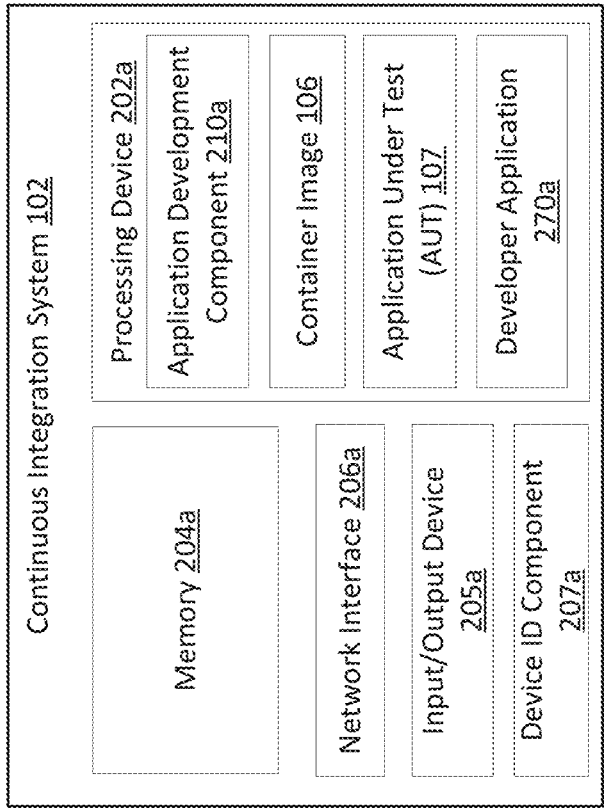 Continuous Integration System 102
Memory 204a
Network Interface 206a
Input/Output Device
205a
Device ID Component
207a
Processing Device 202a
Application Development
Component 210a
Container Image 106
Application Under Test
(AUT) 107
Developer Application
270a